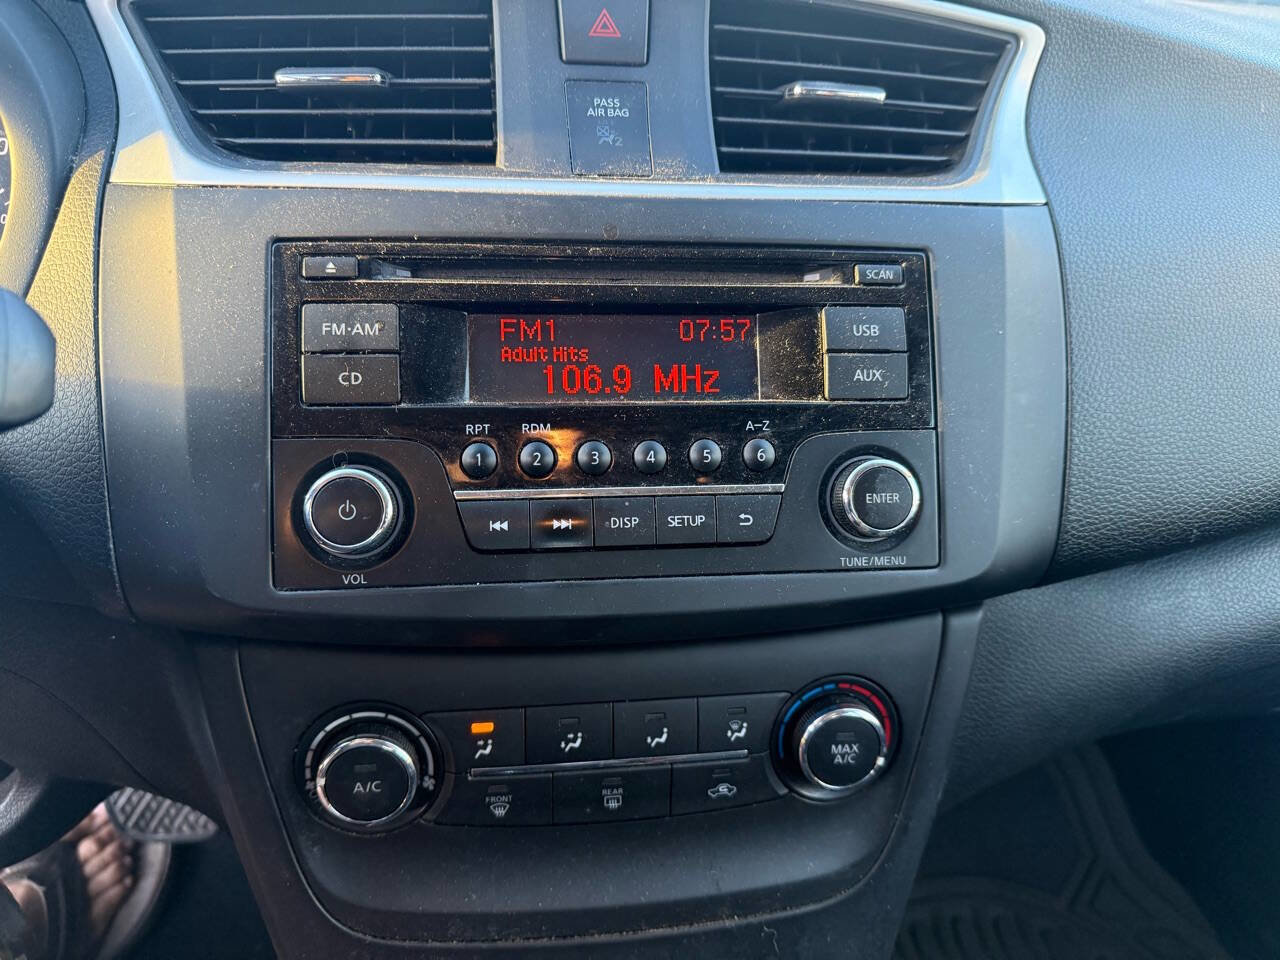 PASS
AIR BAG
2
SCAN
FM·AM
CD
FM1 07:57
Adult Hits
106.9 MHz
USB
AUX
RPT RDM A–Z
1 2 3 4 5 6
DISP SETUP
ENTER
VOL
TUNE/MENU
A/C
MAX
A/C
FRONT
REAR